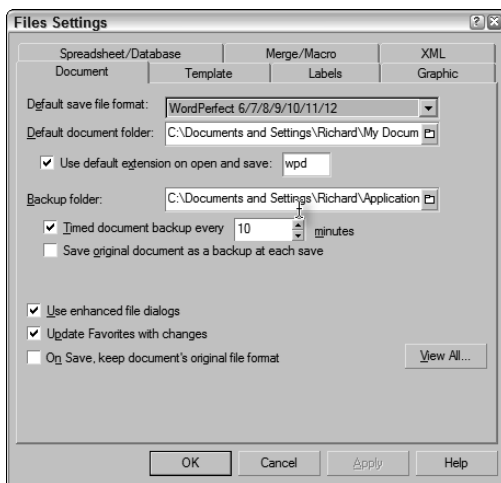 Files Settings
Spreadsheet/Database Merge/Macro XML
Document Template Labels Graphic
Default save file format: WordPerfect 6/7/8/9/10/11/12
Default document folder: C:\Documents and Settings\Richard\My Docum
Use default extension on open and save: wpd
Backup folder: C:\Documents and Settings\Richard\Application
Timed document backup every 10 minutes
Save original document as a backup at each save
Use enhanced file dialogs
Update Favorites with changes
On Save, keep document's original file format
View All...
OK Cancel Apply Help